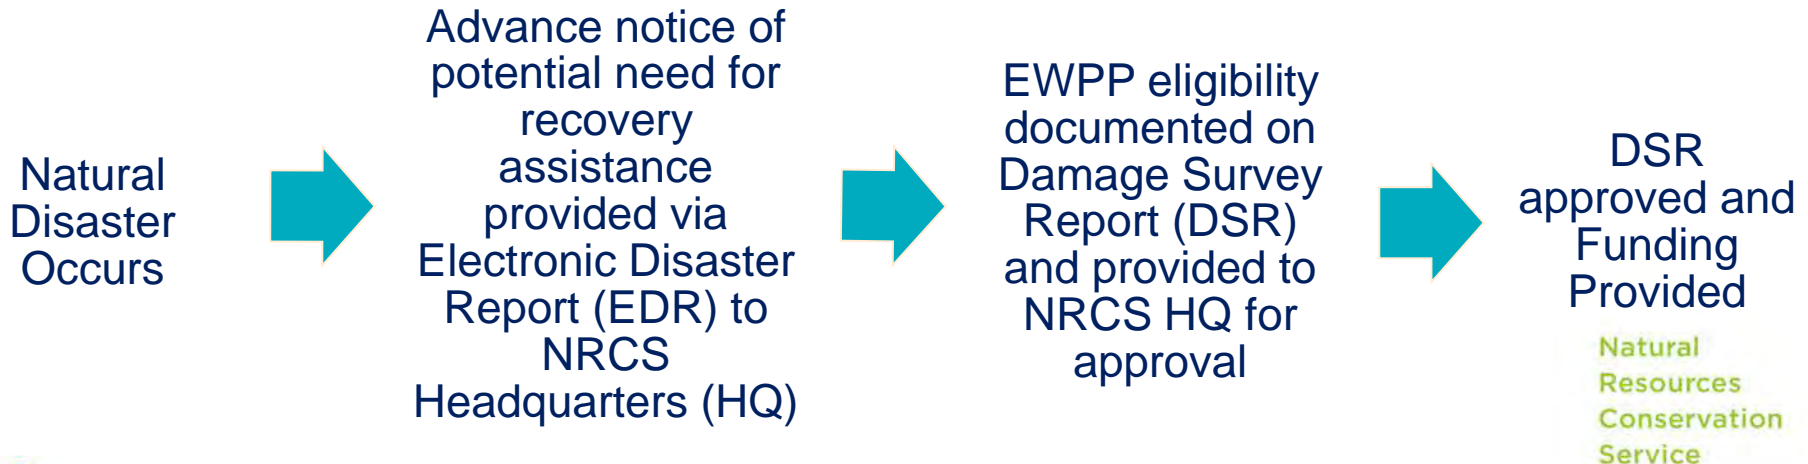 Natural
Disaster
Occurs
Advance notice of
potential need for
recovery
assistance
provided via
Electronic Disaster
Report (EDR) to
NRCS
Headquarters (HQ)
EWPP eligibility
documented on
Damage Survey
Report (DSR)
and provided to
NRCS HQ for
approval
DSR
approved and
Funding
Provided
Natural
Resources
Conservation
Service